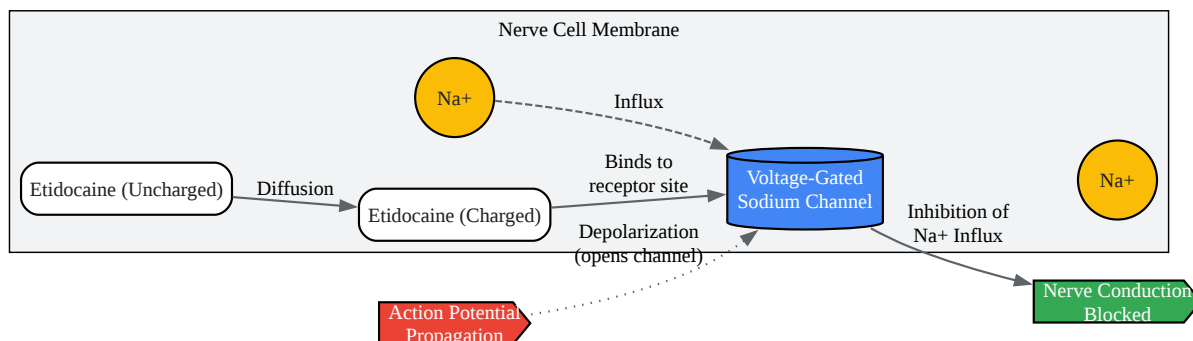 Nerve Cell Membrane
Na+
Influx
Etidocaine (Uncharged)
Diffusion
Etidocaine (Charged)
Binds to
receptor site
Voltage-Gated
Sodium Channel
Na+
Depolarization
(opens channel)
Inhibition of
Na+ Influx
Action Potential
Propagation
Nerve Conduction
Blocked